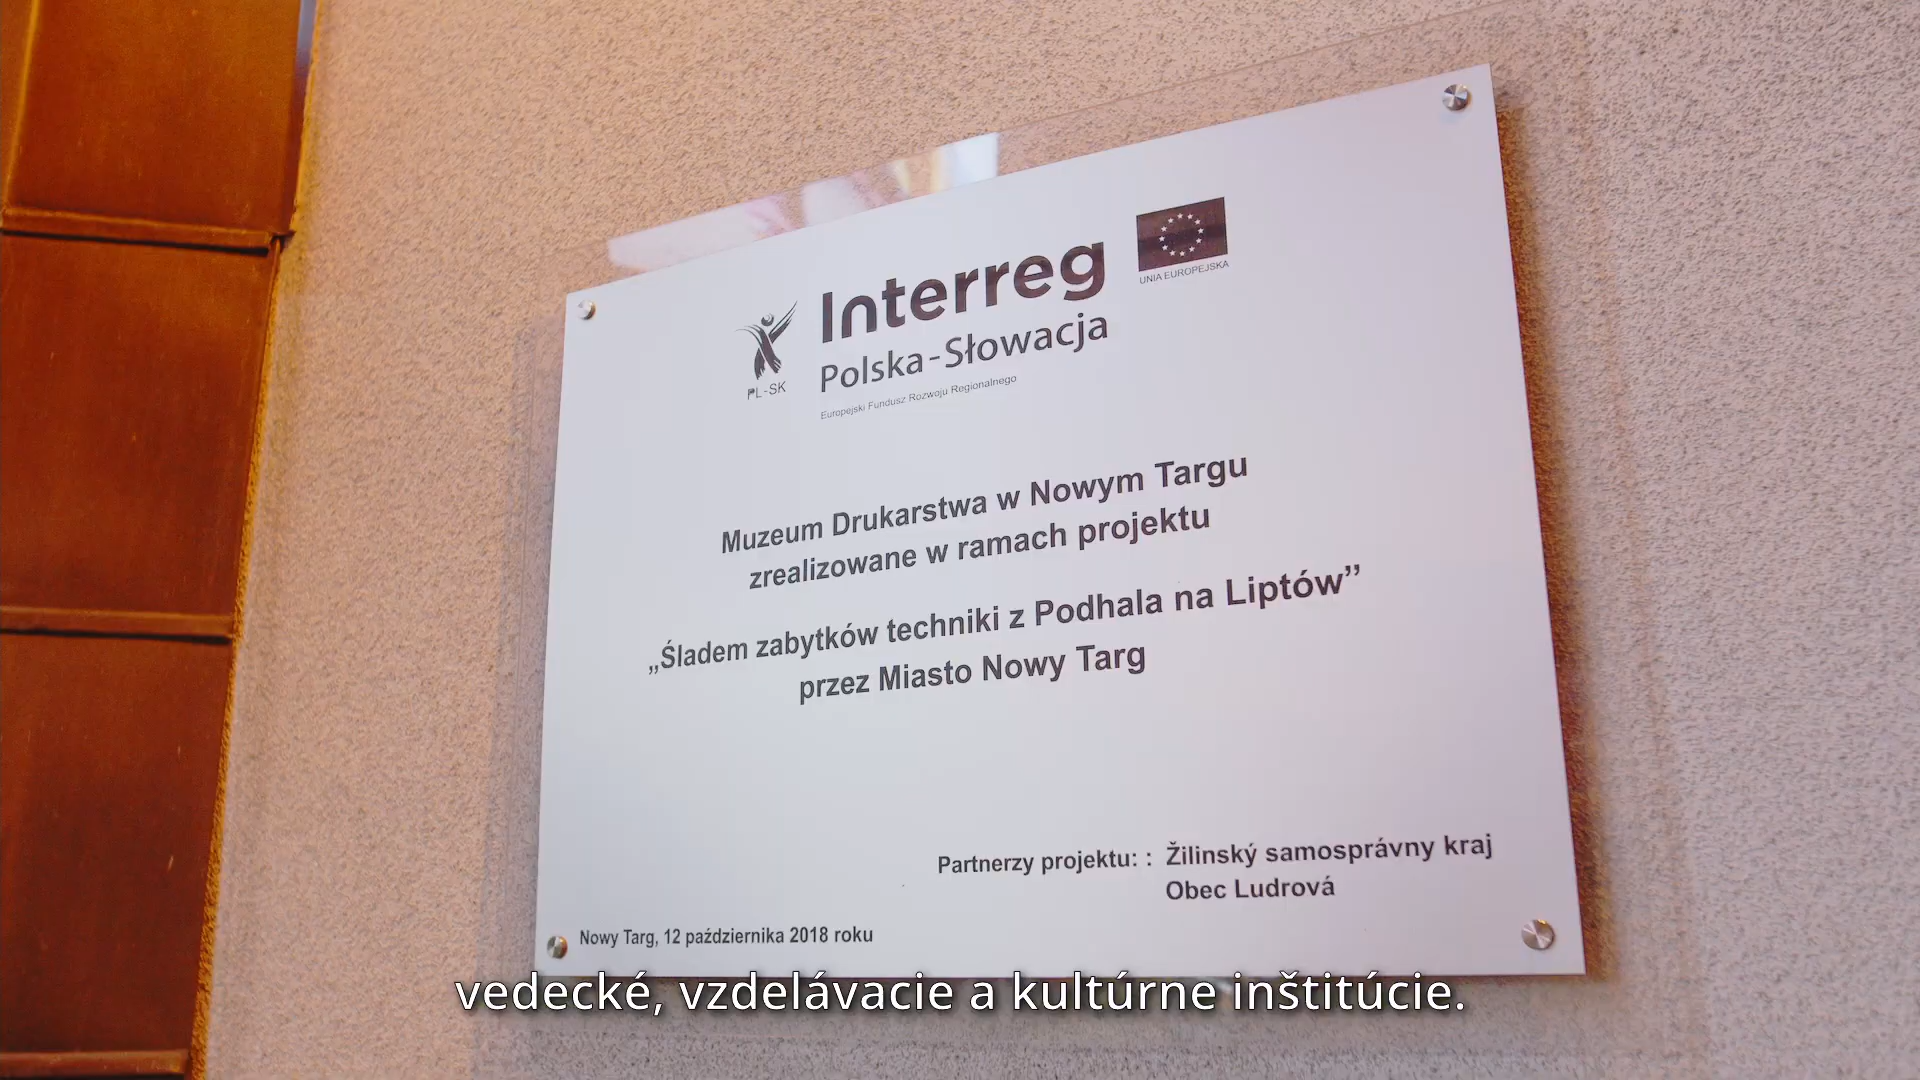 Interreg
Polska-Słowacja
PL-SK
Europejski Fundusz Rozwoju Regionalnego
UNIA EUROPEJSKA
Muzeum Drukarstwa w Nowym Targu
zrealizowane w ramach projektu
„Śladem zabytków techniki z Podhala na Liptów”
przez Miasto Nowy Targ
Partnerzy projektu: : Žilinský samosprávny kraj
Obec Ludrová
Nowy Targ, 12 października 2018 roku
vedecké, vzdelávacie a kultúrne inštitúcie.